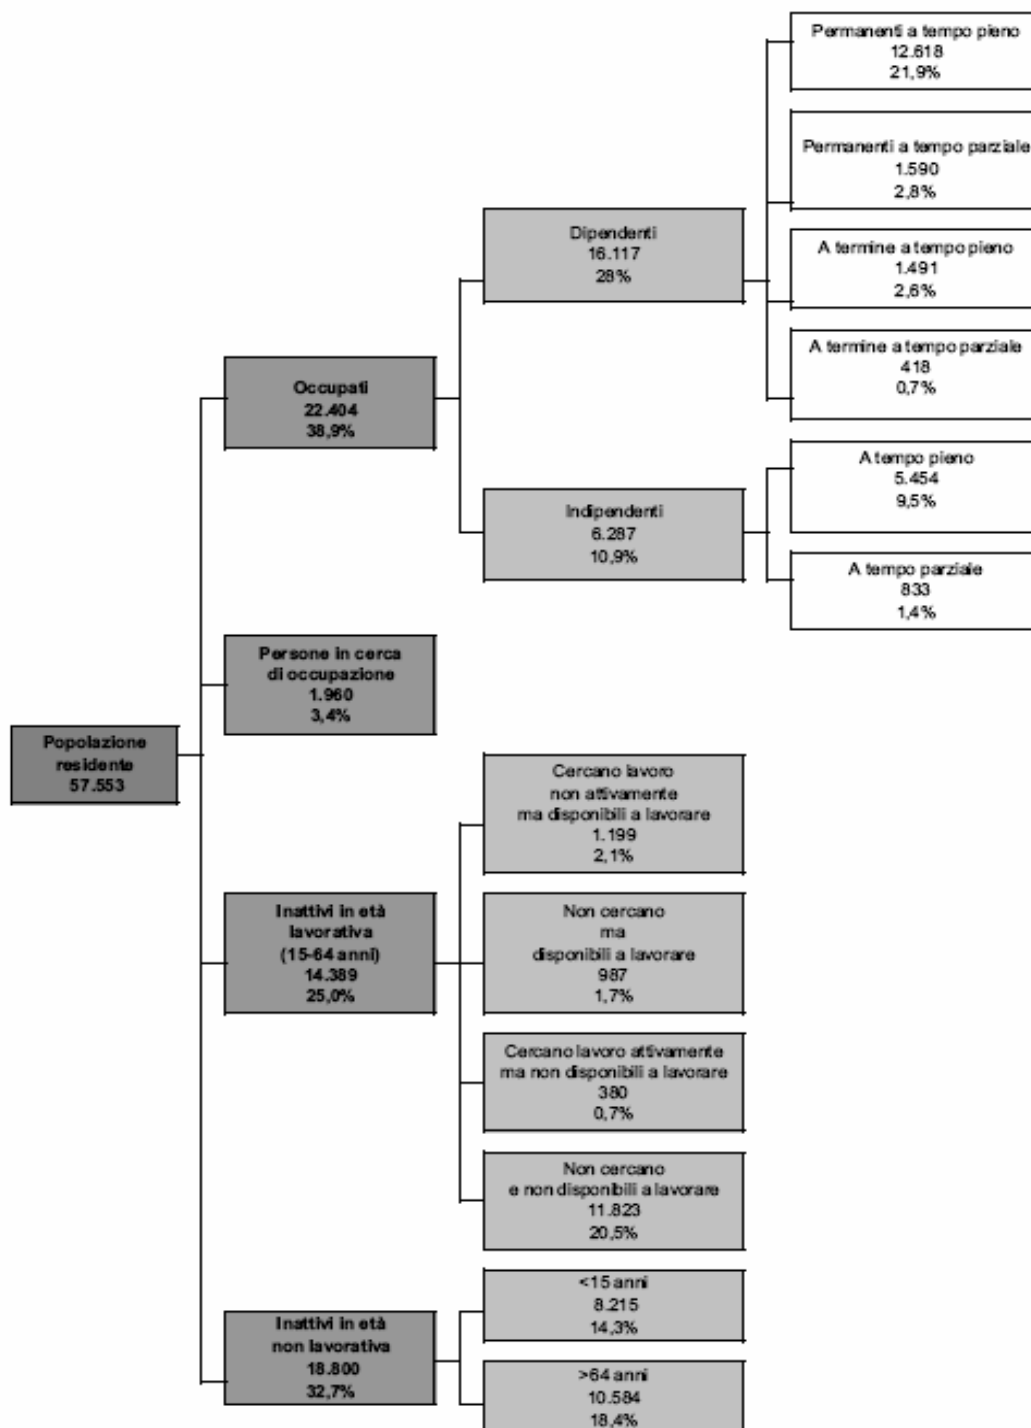 Permanenti a tempo pieno
12.618
21,9%
Permanenti a tempo parziale
1.590
2,8%
Dipendenti
16.117
28%
A termine a tempo pieno
1.491
2,6%
A termine a tempo parziale
418
0,7%
Occupati
22.404
38,9%
A tempo pieno
5.454
9,5%
Indipendenti
6.287
10,9%
A tempo parziale
833
1,4%
Persone in cerca
di occupazione
1.960
3,4%
Popolazione
residente
57.553
Cercano lavoro
non attivamente
ma disponibili a lavorare
1.199
2,1%
Inattivi in età
lavorativa
(15-64 anni)
14.389
25,0%
Non cercano
ma
disponibili a lavorare
987
1,7%
Cercano lavoro attivamente
ma non disponibili a lavorare
380
0,7%
Non cercano
e non disponibili a lavorare
11.823
20,5%
<15 anni
8.215
14,3%
Inattivi in età
non lavorativa
18.800
32,7%
>64 anni
10.584
18,4%